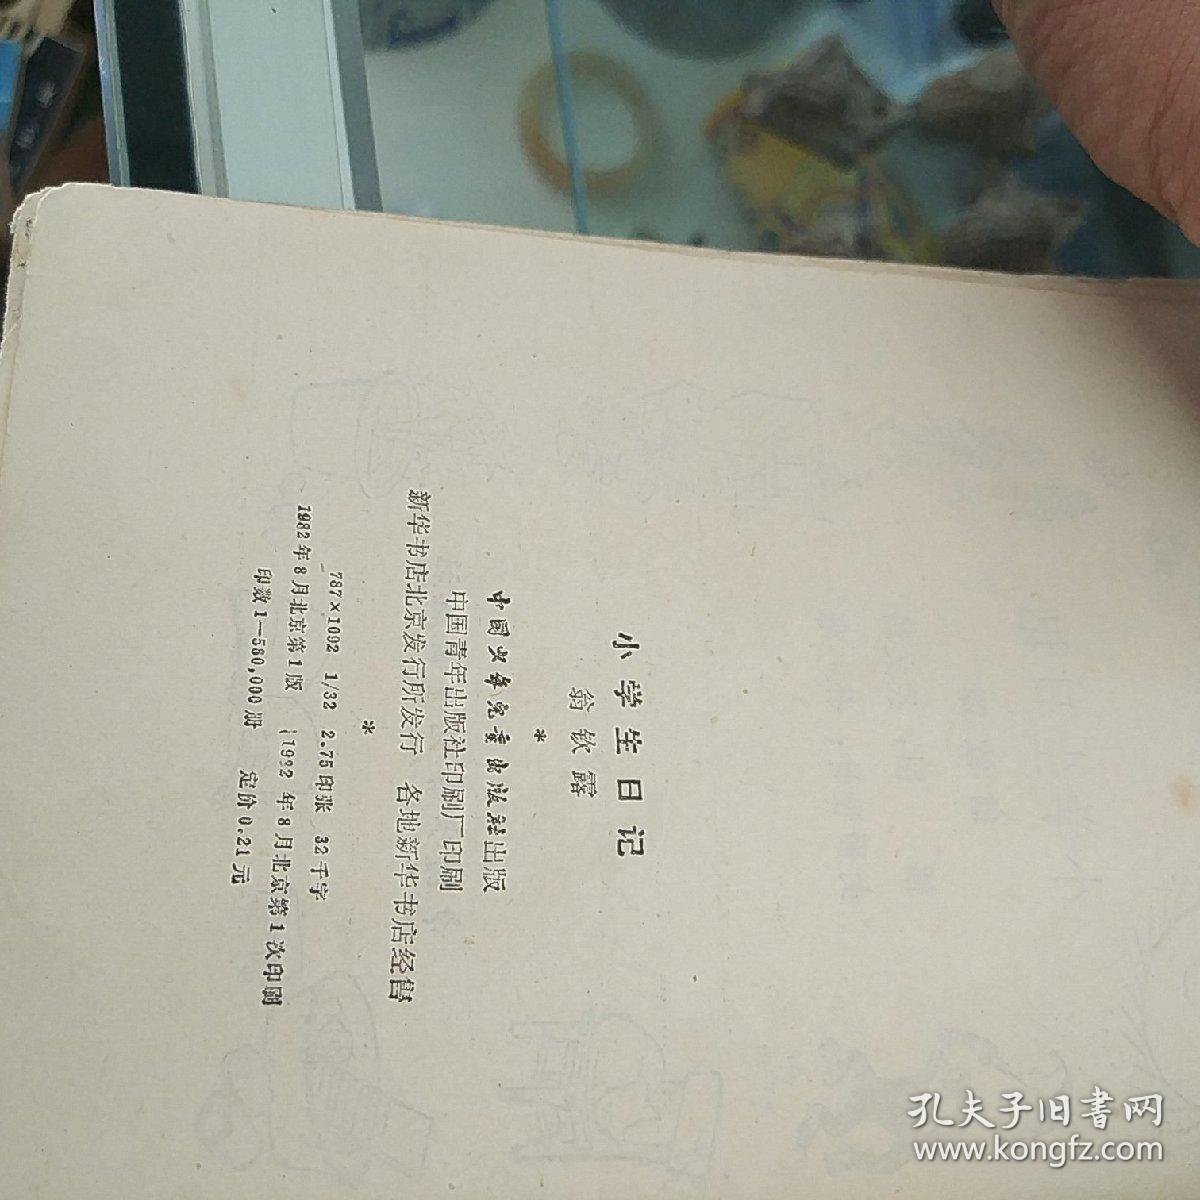 小学生日记
翁钦露
*
中国少年儿童出版社出版
中国青年出版社印刷厂印刷
新华书店北京发行所发行 各地新华书店经售
*
787×1092 1/32 2.75印张 32千字
1982年8月北京第1版 1982年8月北京第1次印刷
印数1—580,000册 定价0.21元
孔夫子旧书网
www.kongfz.com